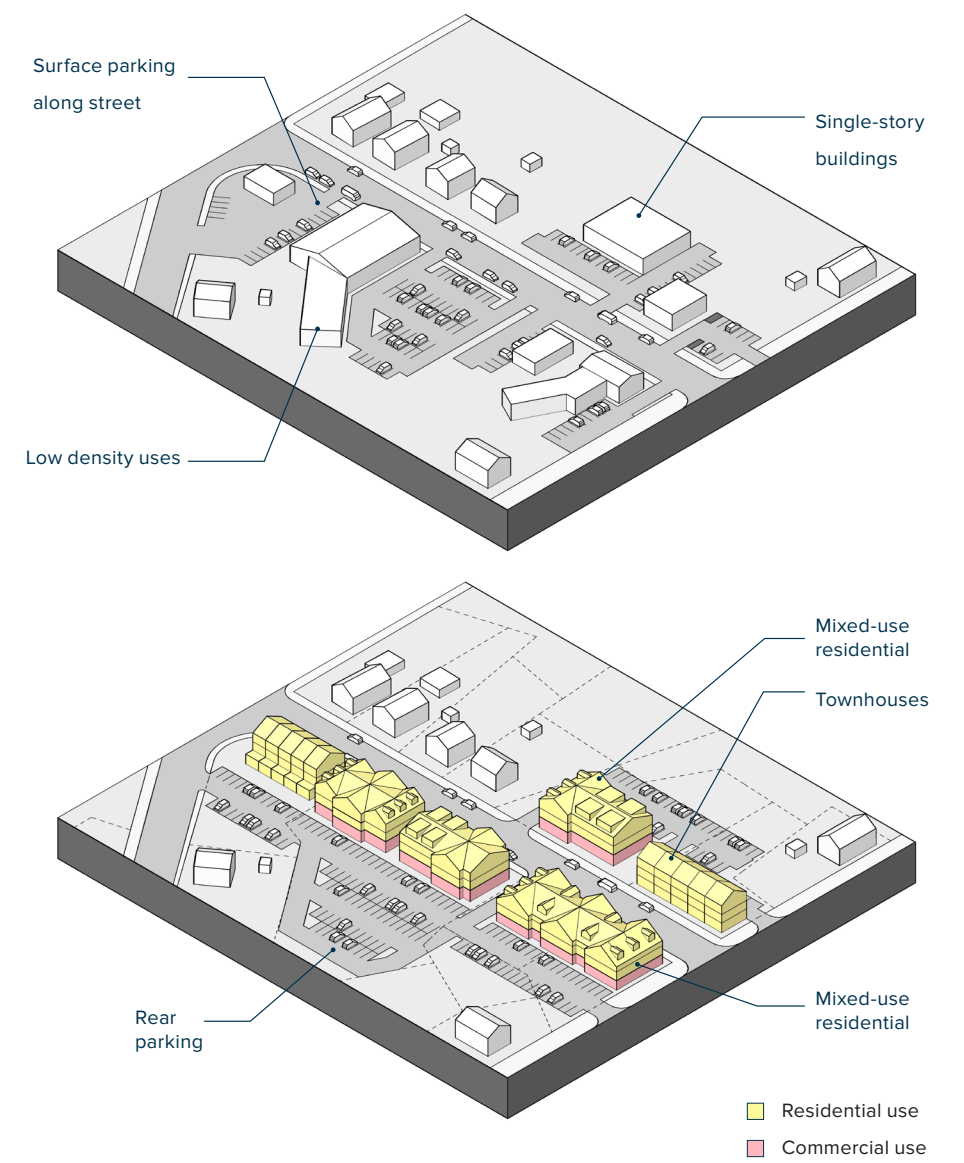 Surface parking
along street
Single-story
buildings
Low density uses
Mixed-use
residential
Townhouses
Rear
parking
Mixed-use
residential
Residential use
Commercial use